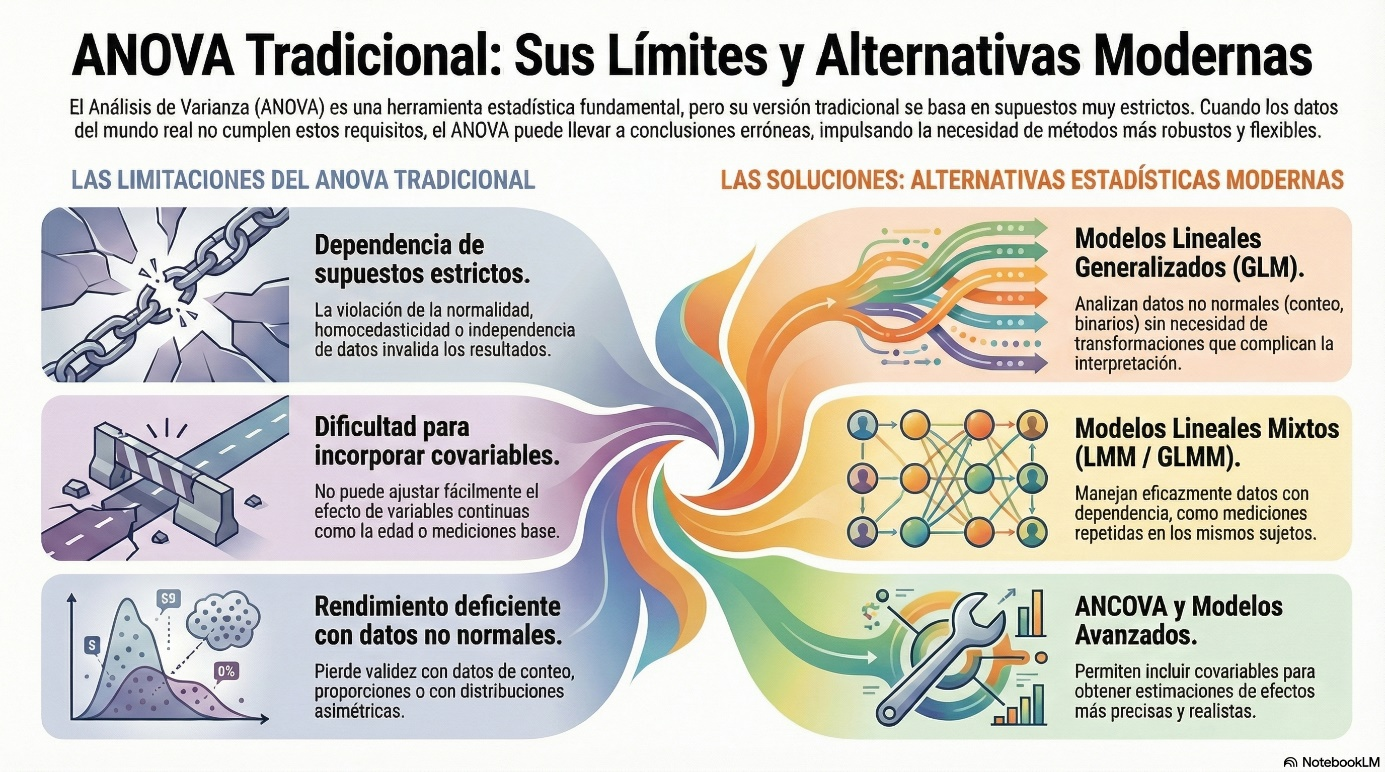 ANOVA Tradicional: Sus Límites y Alternativas Modernas
El Análisis de Varianza (ANOVA) es una herramienta estadística fundamental, pero su versión tradicional se basa en supuestos muy estrictos. Cuando los datos
del mundo real no cumplen estos requisitos, el ANOVA puede llevar a conclusiones erróneas, impulsando la necesidad de métodos más robustos y flexibles.
LAS LIMITACIONES DEL ANOVA TRADICIONAL
Dependencia de
supuestos estrictos.
La violación de la normalidad,
homocedasticidad o independencia
de datos invalida los resultados.
Dificultad para
incorporar covariables.
No puede ajustar fácilmente el
efecto de variables continuas
como la edad o mediciones base.
S
S9
0%
Rendimiento deficiente
con datos no normales.
Pierde validez con datos de conteo,
proporciones o con distribuciones
asimétricas.
LAS SOLUCIONES: ALTERNATIVAS ESTADÍSTICAS MODERNAS
Modelos Lineales
Generalizados (GLM).
Analizan datos no normales (conteo,
binarios) sin necesidad de
transformaciones que complican la
interpretación.
Modelos Lineales Mixtos
(LMM / GLMM).
Manejan eficazmente datos con
dependencia, como mediciones
repetidas en los mismos sujetos.
ANCOVA y Modelos
Avanzados.
Permiten incluir covariables para
obtener estimaciones de efectos
más precisas y realistas.
NotebookLM